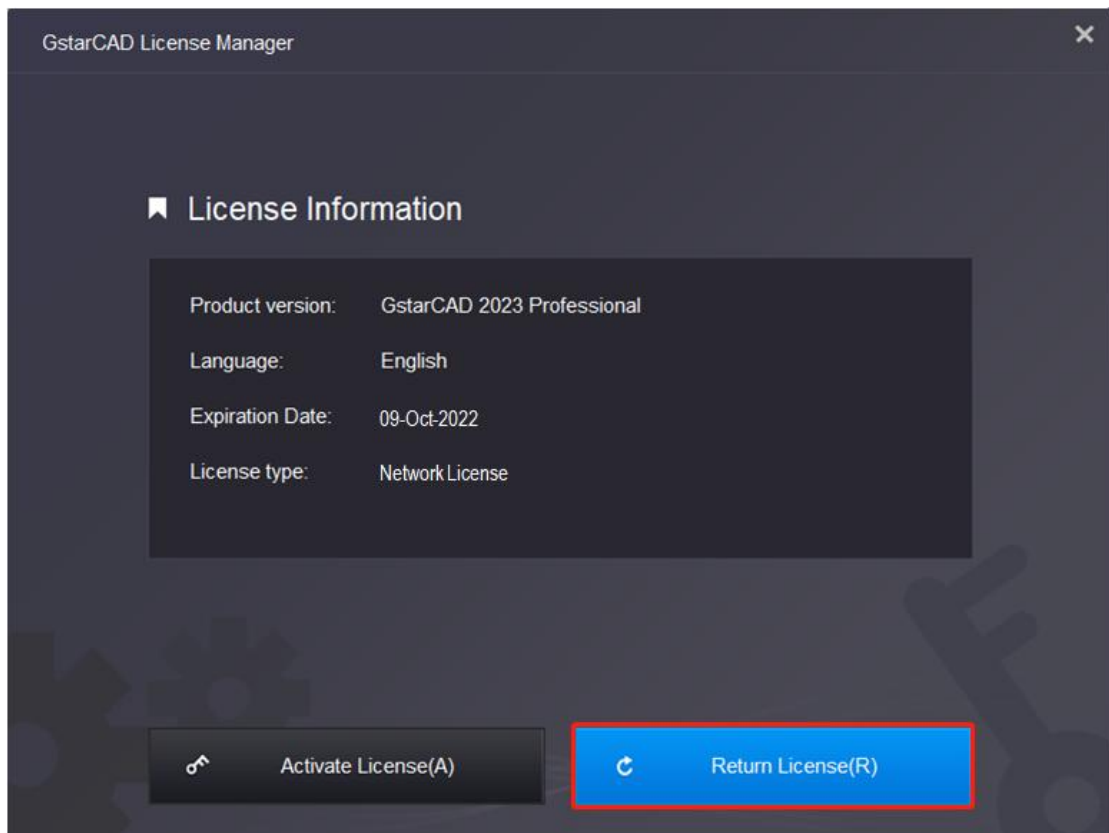 GstarCAD License Manager
License Information
Product version: GstarCAD 2023 Professional
Language: English
Expiration Date: 09-Oct-2022
License type: Network License
Activate License(A) Return License(R)